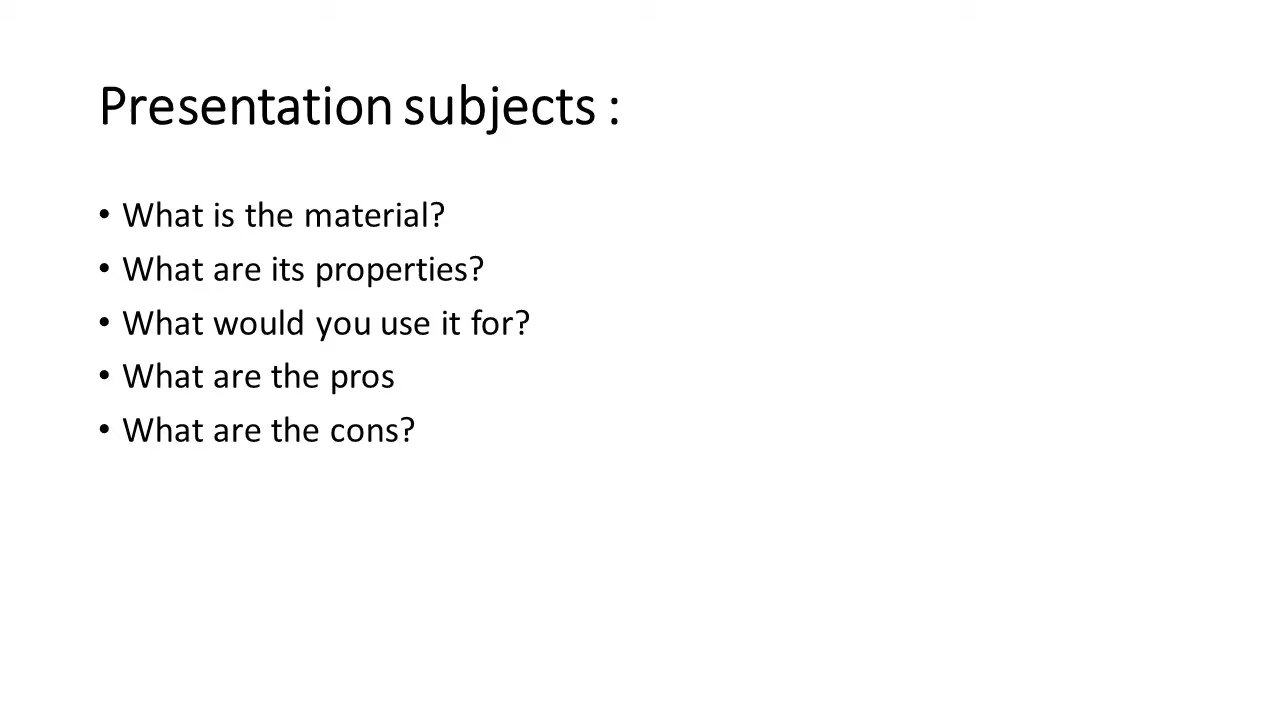 Presentation subjects :
• What is the material?
• What are its properties?
• What would you use it for?
• What are the pros
• What are the cons?